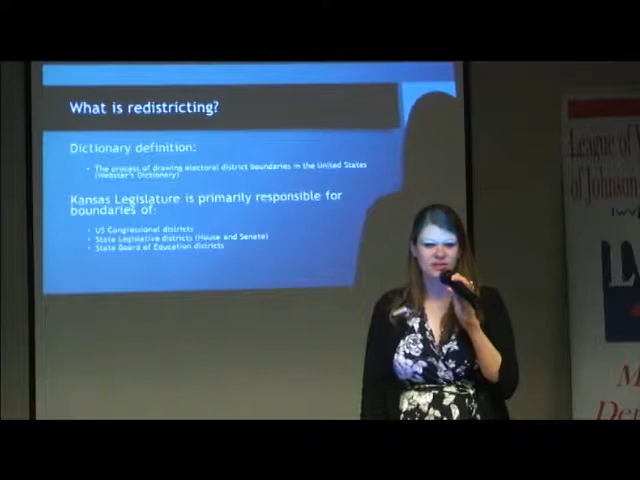 What is redistricting?
Dictionary definition:
• The process of drawing electoral district boundaries in the United States
(Webster's Dictionary)
Kansas Legislature is primarily responsible for
boundaries of:
• US Congressional districts
• State Legislative districts (House and Senate)
• State Board of Education districts
League of
of Johnson